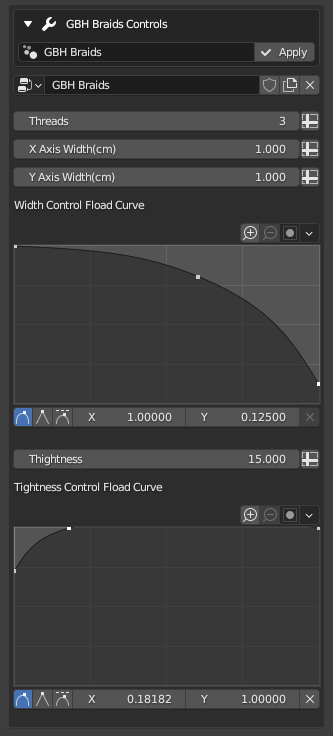 GBH Braids Controls
GBH Braids Apply
GBH Braids
Threads 3
X Axis Width(cm) 1.000
Y Axis Width(cm) 1.000
Width Control Fload Curve
X 1.00000 Y 0.12500
Thightness 15.000
Tightness Control Fload Curve
X 0.18182 Y 1.00000